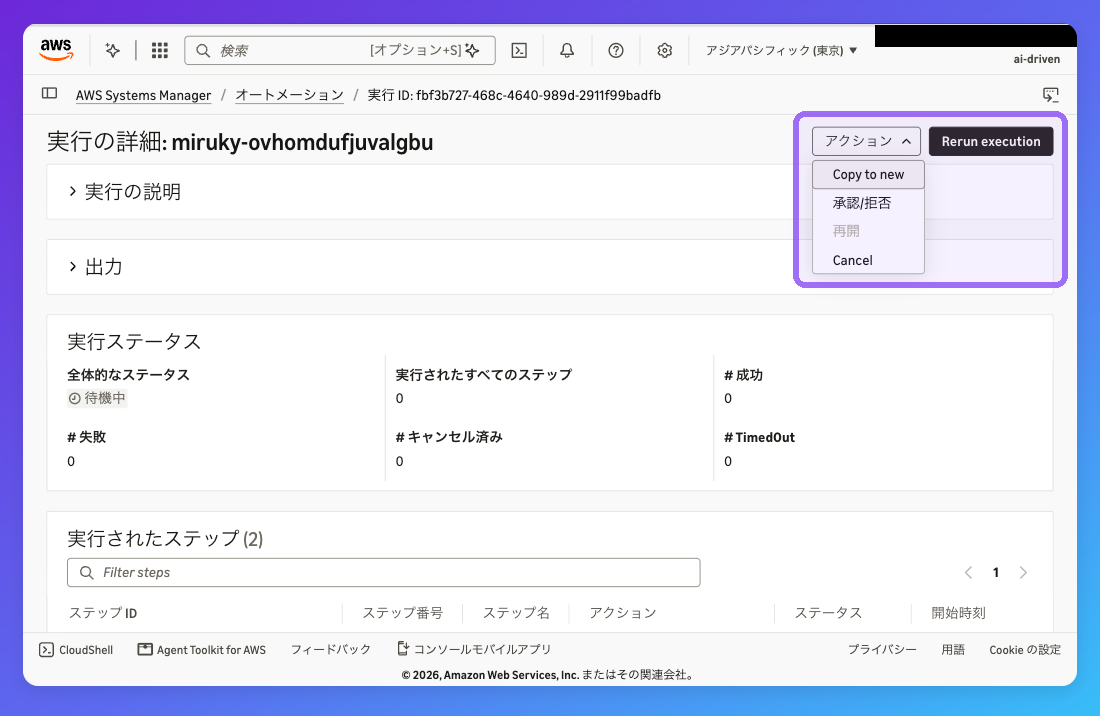 aws
検索 [オプション+S] アジアパシフィック (東京) ▼
ai-driven
AWS Systems Manager / オートメーション / 実行 ID: fbf3b727-468c-4640-989d-2911f99badfb
実行の詳細: miruky-ovhomdufjuvalgbu
アクション Rerun execution
Copy to new
承認/拒否
再開
Cancel
実行の説明
出力
実行ステータス
全体的なステータス 実行されたすべてのステップ # 成功
待機中 0 0
# 失敗 # キャンセル済み # TimedOut
0 0 0
実行されたステップ (2)
Filter steps 1
ステップ ID ステップ番号 ステップ名 アクション ステータス 開始時刻
CloudShell Agent Toolkit for AWS フィードバック コンソールモバイルアプリ プライバシー 用語 Cookie の設定
© 2026, Amazon Web Services, Inc. またはその関連会社。